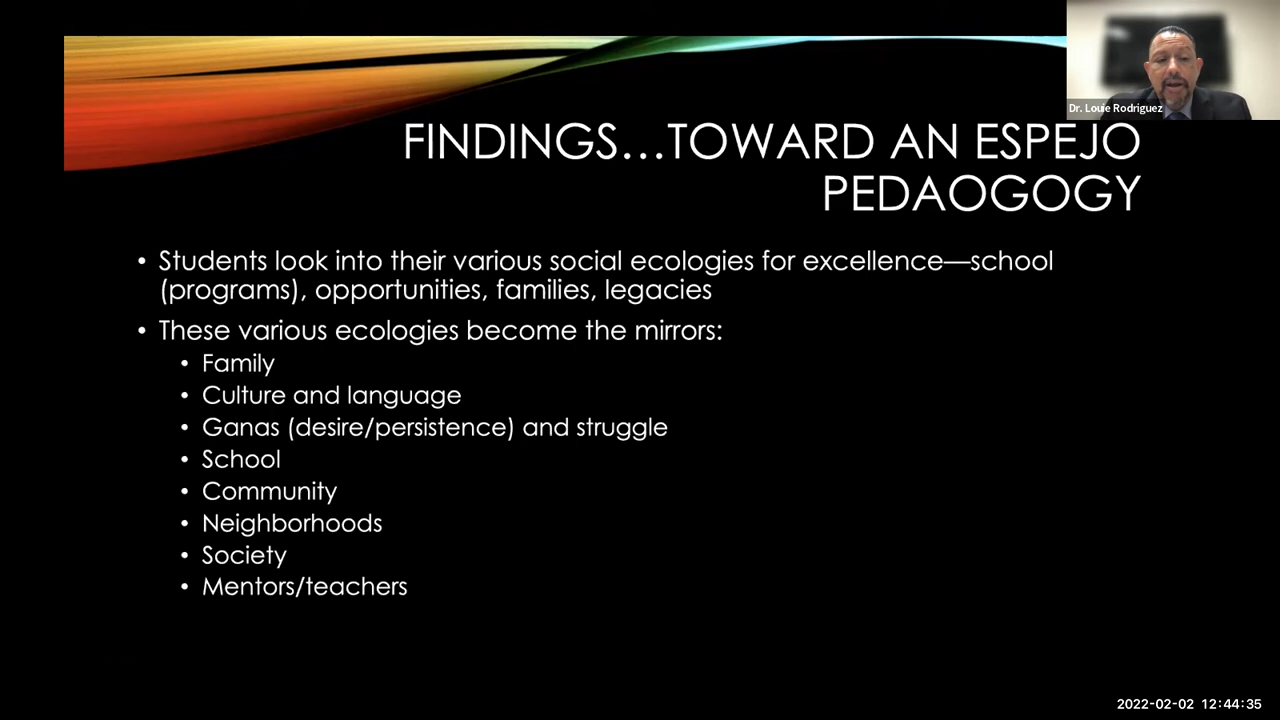 Dr. Louie Rodriguez
FINDINGS…TOWARD AN ESPEJO
PEDAOGOGY
• Students look into their various social ecologies for excellence—school
(programs), opportunities, families, legacies
• These various ecologies become the mirrors:
• Family
• Culture and language
• Ganas (desire/persistence) and struggle
• School
• Community
• Neighborhoods
• Society
• Mentors/teachers
2022-02-02 12:44:35